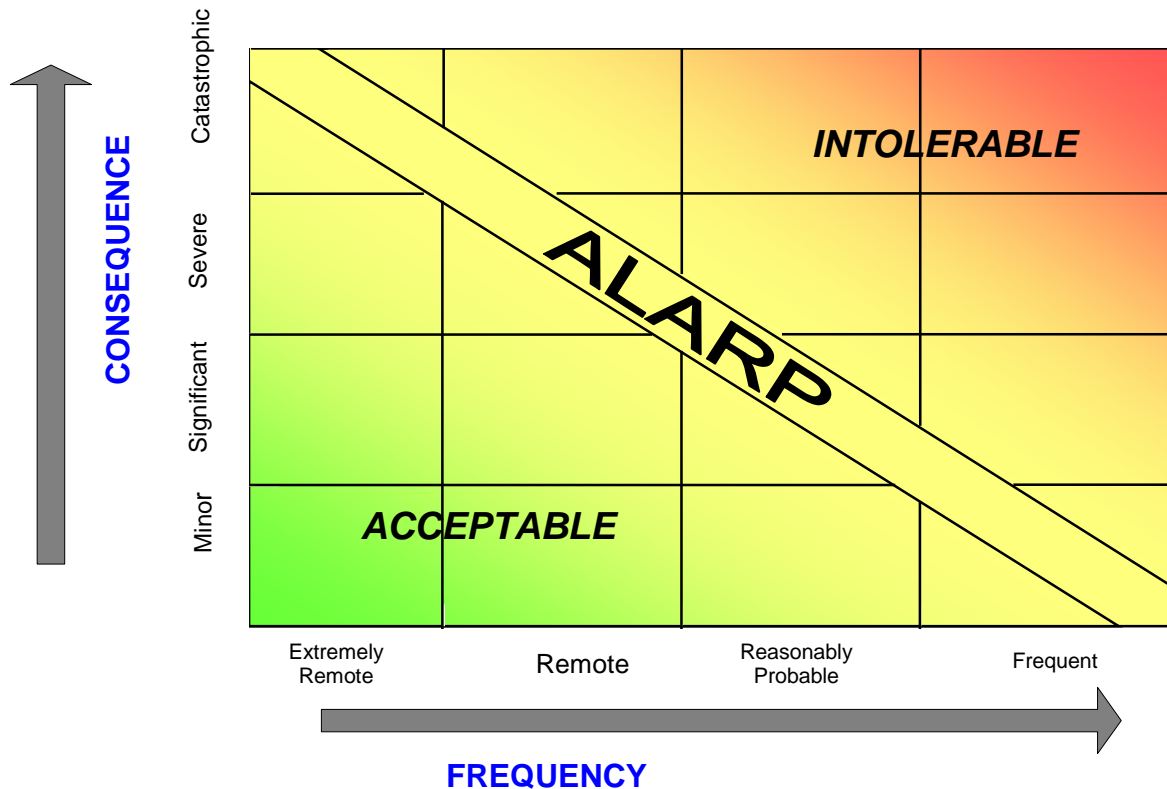 CONSEQUENCE
Catastrophic
Severe
Significant
Minor
INTOLERABLE
ALARP
ACCEPTABLE
Extremely
Remote
Remote
Reasonably
Probable
Frequent
FREQUENCY